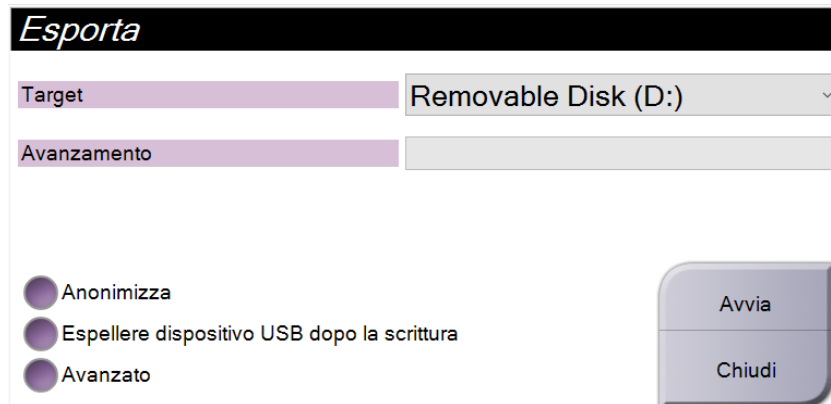 Esporta
Target
Removable Disk (D:)
Avanzamento
Anonimizza
Espellere dispositivo USB dopo la scrittura
Avanzato
Avvia
Chiudi